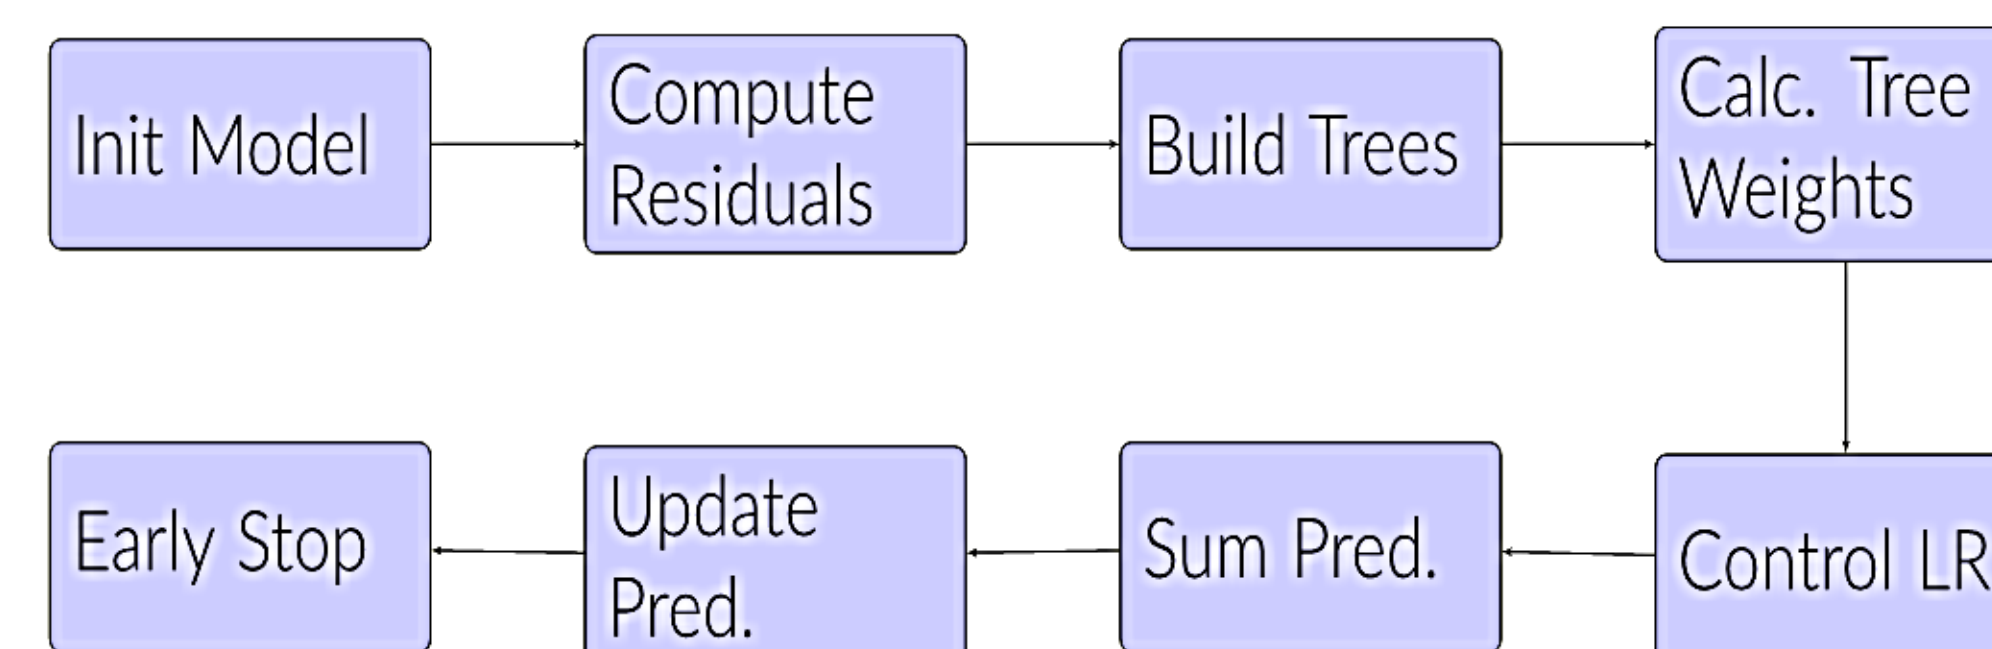 Init Model
Compute
Residuals
Build Trees
Calc. Tree
Weights
Early Stop
Update
Pred.
Sum Pred.
Control LR